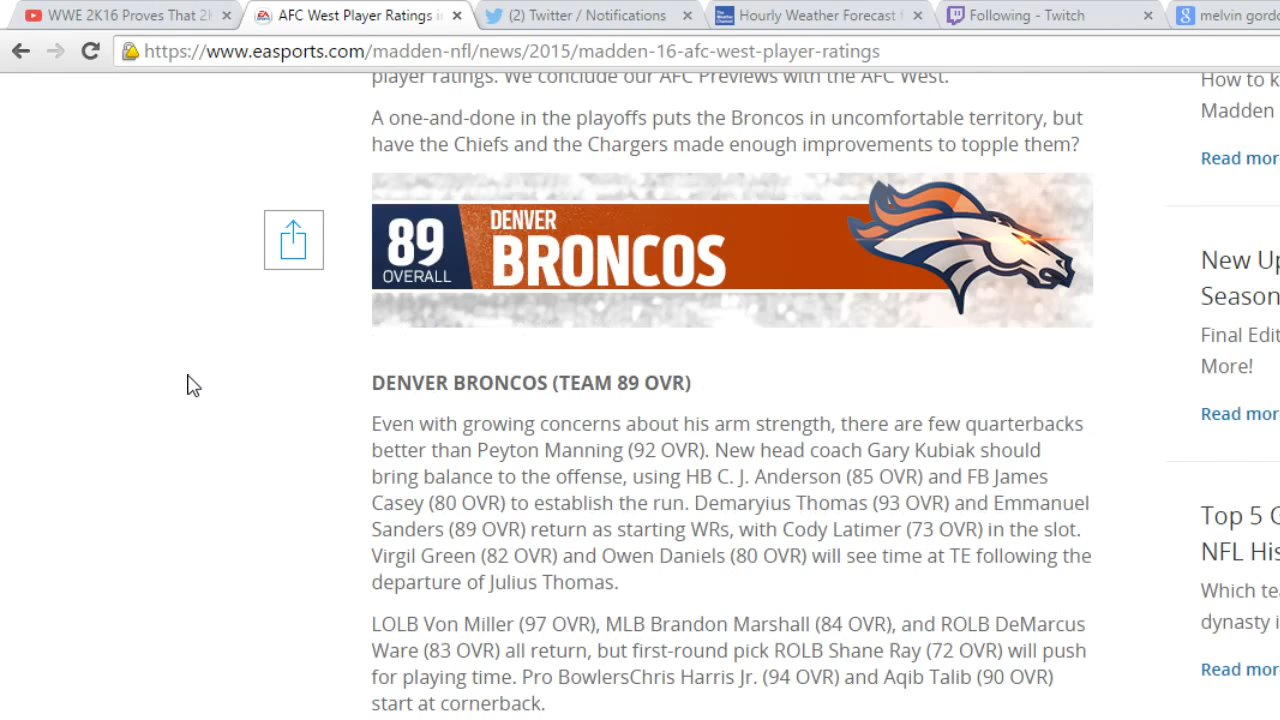 WWE 2K16 Proves That 2
AFC West Player Ratings i
(2) Twitter / Notifications
Hourly Weather Forecast f
Following - Twitch
melvin gord
https://www.easports.com/madden-nfl/news/2015/madden-16-afc-west-player-ratings
player ratings. We conclude our AFC Previews with the AFC West.
A one-and-done in the playoffs puts the Broncos in uncomfortable territory, but
have the Chiefs and the Chargers made enough improvements to topple them?
89
OVERALL
DENVER
BRONCOS
DENVER BRONCOS (TEAM 89 OVR)
Even with growing concerns about his arm strength, there are few quarterbacks
better than Peyton Manning (92 OVR). New head coach Gary Kubiak should
bring balance to the offense, using HB C. J. Anderson (85 OVR) and FB James
Casey (80 OVR) to establish the run. Demaryius Thomas (93 OVR) and Emmanuel
Sanders (89 OVR) return as starting WRs, with Cody Latimer (73 OVR) in the slot.
Virgil Green (82 OVR) and Owen Daniels (80 OVR) will see time at TE following the
departure of Julius Thomas.
LOLB Von Miller (97 OVR), MLB Brandon Marshall (84 OVR), and ROLB DeMarcus
Ware (83 OVR) all return, but first-round pick ROLB Shane Ray (72 OVR) will push
for playing time. Pro BowlersChris Harris Jr. (94 OVR) and Aqib Talib (90 OVR)
start at cornerback.
How to k
Madden
Read mor
New Up
Season
Final Edit
More!
Read mor
Top 5 G
NFL His
Which te
dynasty i
Read mor